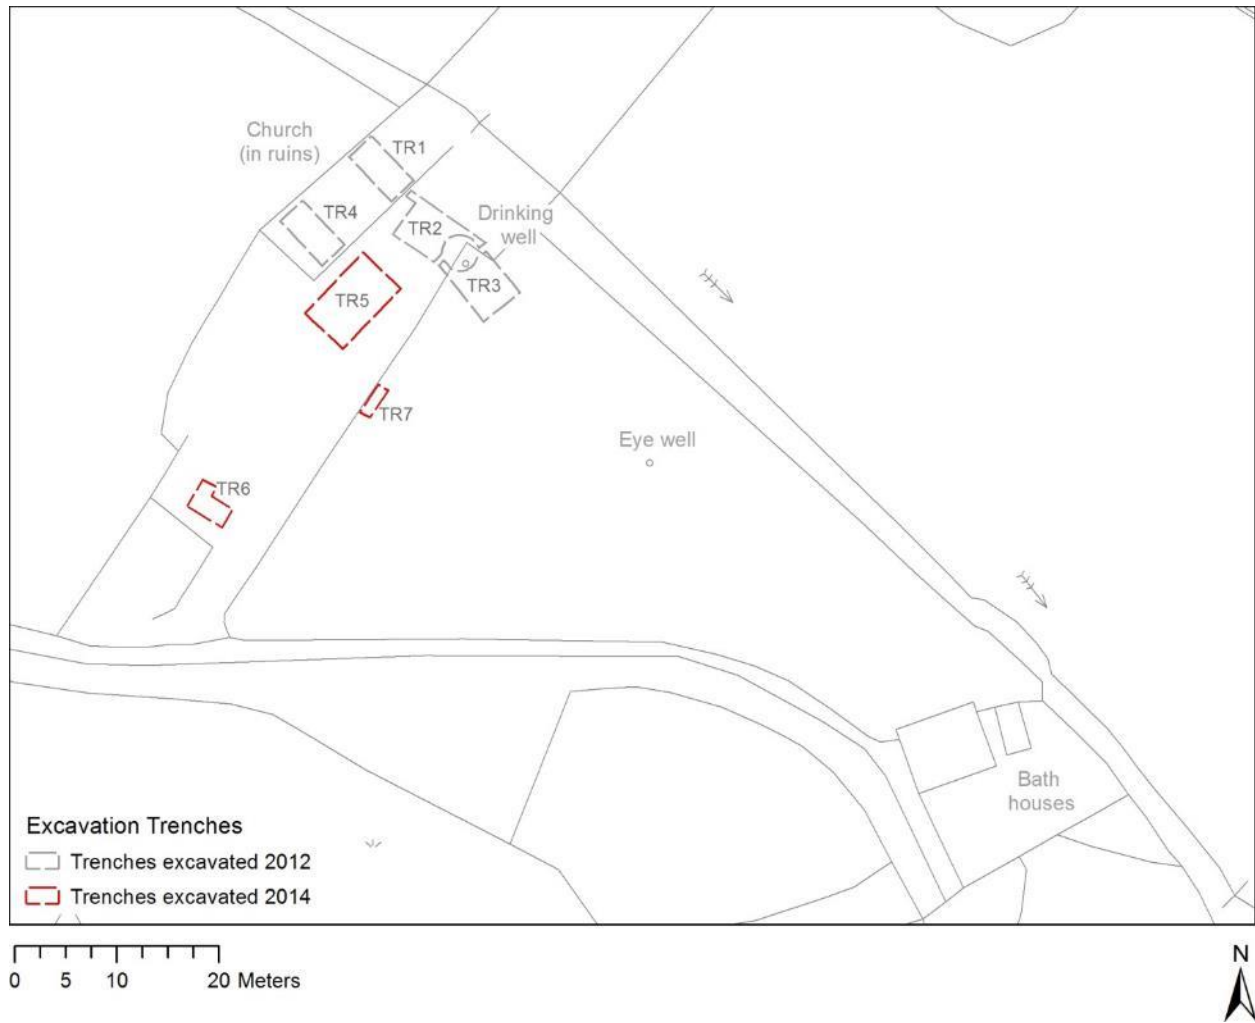 Church
(in ruins)
TR1
TR4
TR2
Drinking
well
TR3
TR5
TR7
Eye well
TR6
Bath
houses
Excavation Trenches
Trenches excavated 2012
Trenches excavated 2014
0 5 10 20 Meters
N